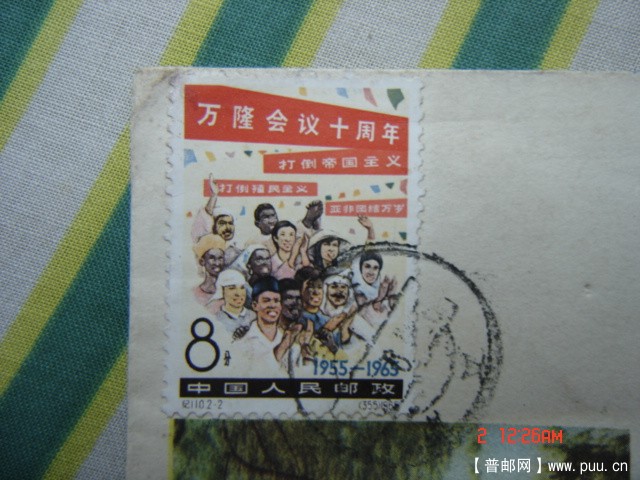 万隆会议十周年
打倒帝国主义
打倒殖民主义
亚非团结万岁
8分
1955—1965
中国人民邮政
纪110.2-2
2 12:26AM
【普邮网】www.puu.cn